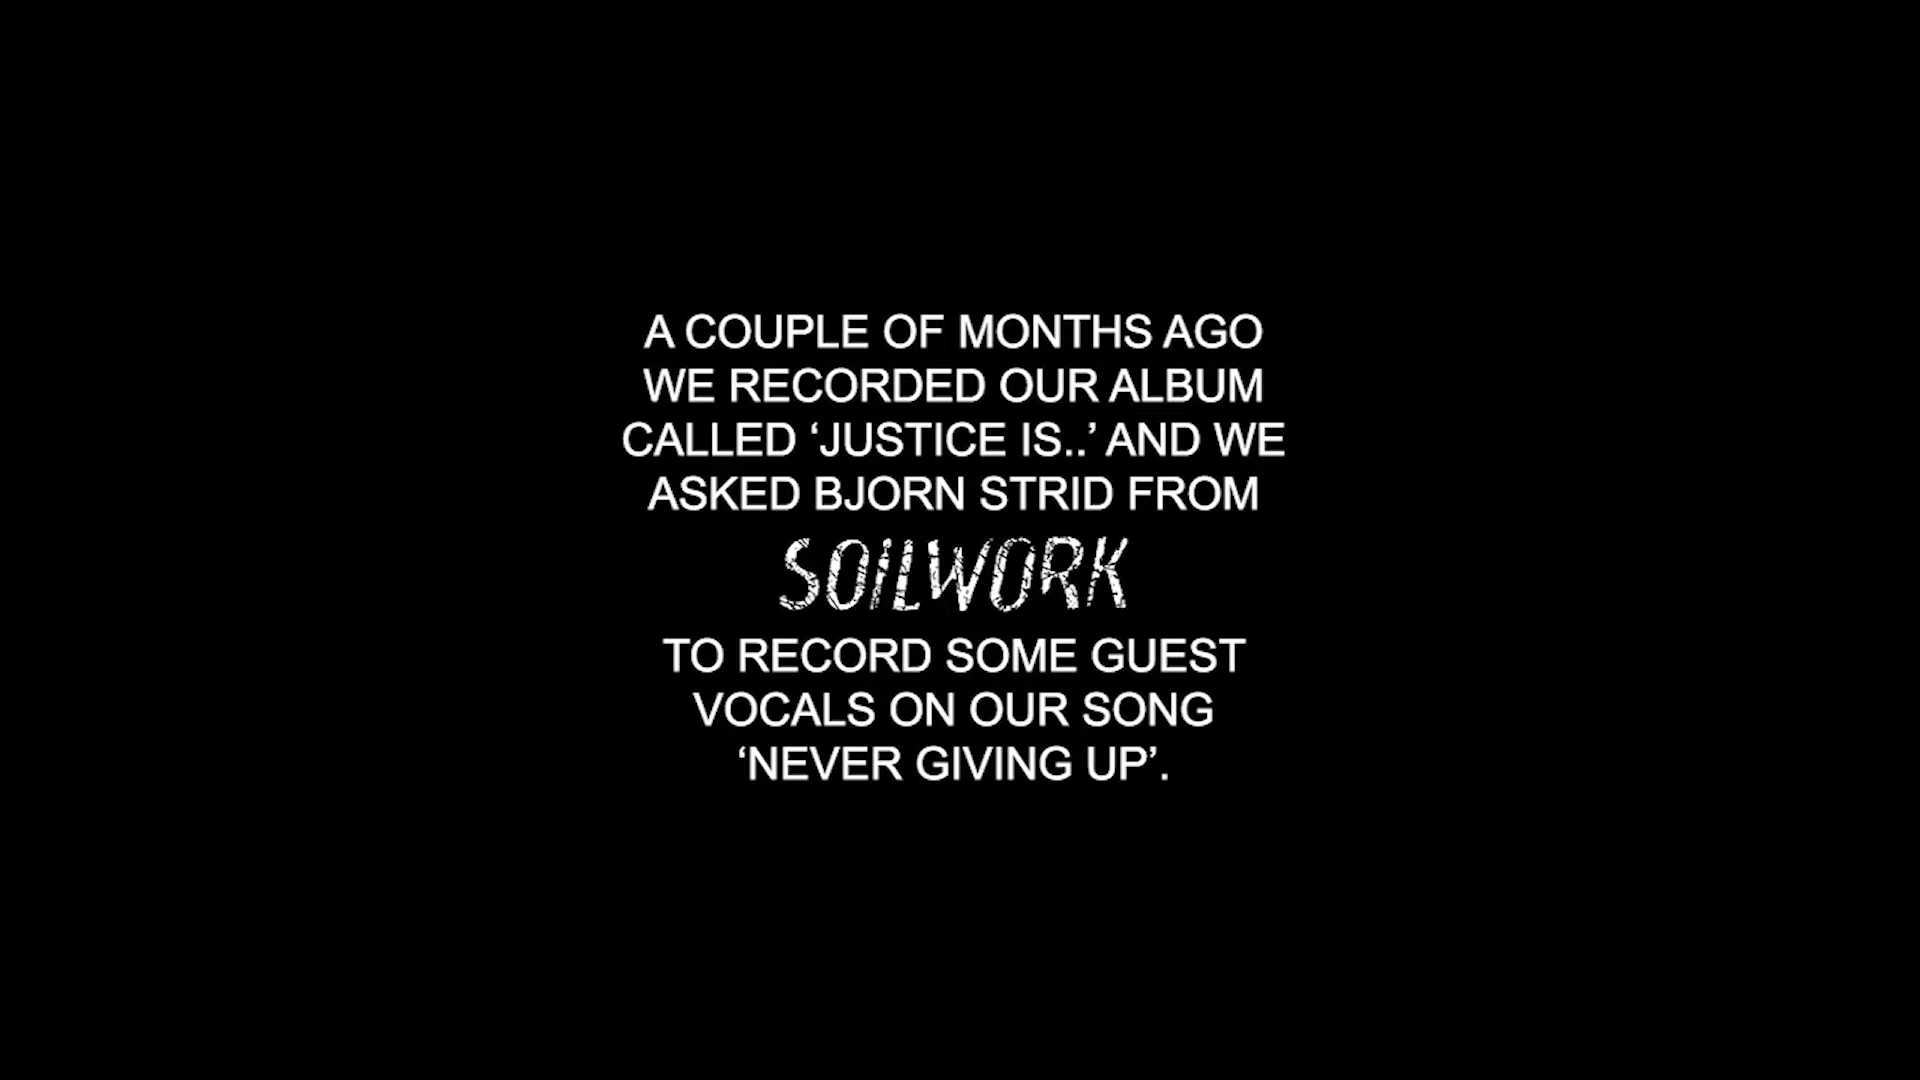 A COUPLE OF MONTHS AGO
WE RECORDED OUR ALBUM
CALLED ‘JUSTICE IS..’ AND WE
ASKED BJORN STRID FROM
SOILWORK
TO RECORD SOME GUEST
VOCALS ON OUR SONG
‘NEVER GIVING UP’.